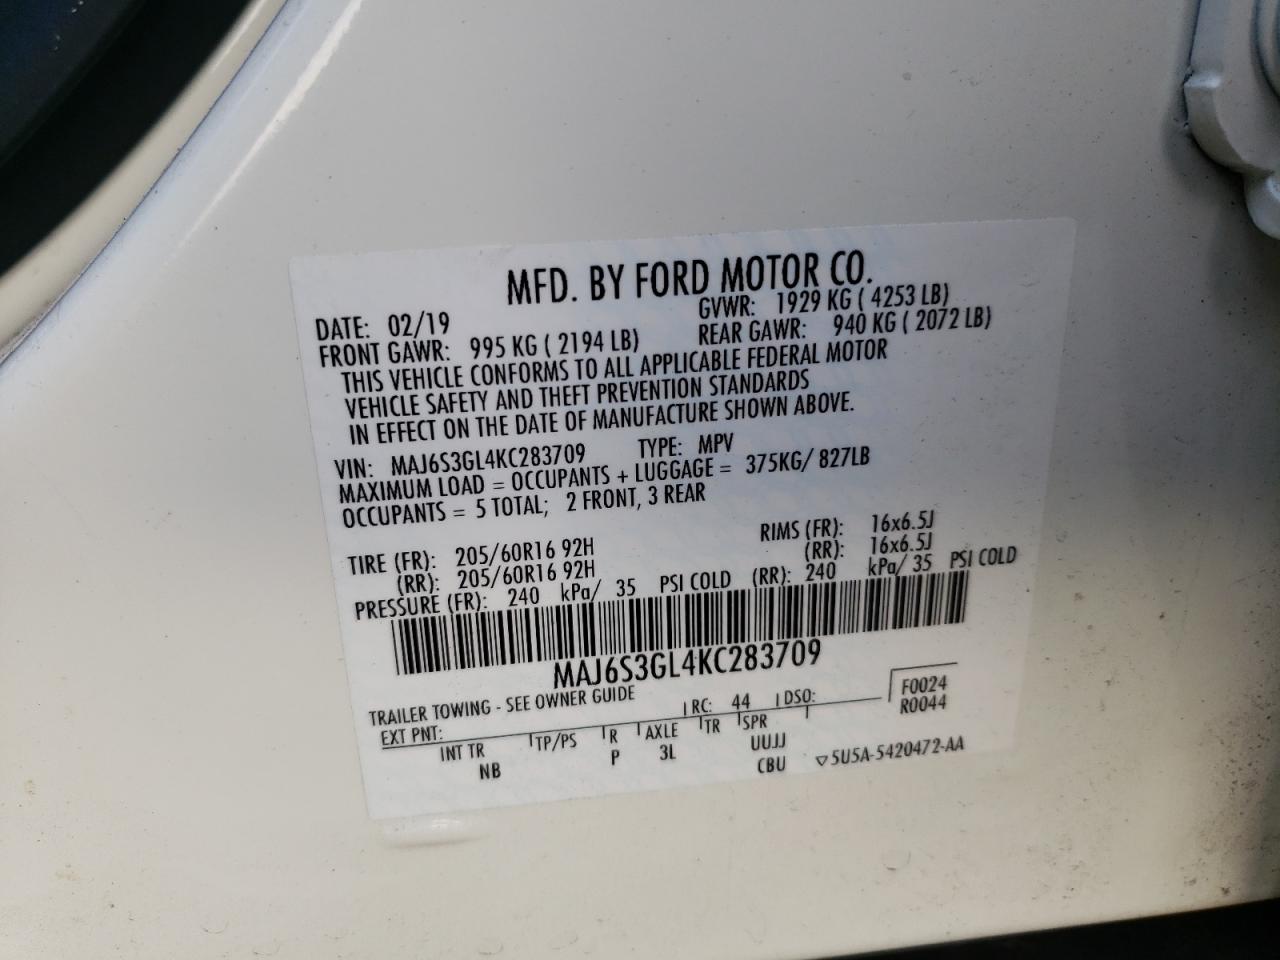 MFD. BY FORD MOTOR CO.
DATE: 02/19 GVWR: 1929 KG ( 4253 LB)
FRONT GAWR: 995 KG ( 2194 LB) REAR GAWR: 940 KG ( 2072 LB)
THIS VEHICLE CONFORMS TO ALL APPLICABLE FEDERAL MOTOR
VEHICLE SAFETY AND THEFT PREVENTION STANDARDS
IN EFFECT ON THE DATE OF MANUFACTURE SHOWN ABOVE.
VIN: MAJ6S3GL4KC283709 TYPE: MPV
MAXIMUM LOAD = OCCUPANTS + LUGGAGE = 375KG/ 827LB
OCCUPANTS = 5 TOTAL; 2 FRONT, 3 REAR
TIRE (FR): 205/60R16 92H RIMS (FR): 16x6.5J
(RR): 205/60R16 92H (RR): 16x6.5J
PRESSURE (FR): 240 kPa/ 35 PSI COLD (RR): 240 kPa/ 35 PSI COLD
MAJ6S3GL4KC283709
TRAILER TOWING - SEE OWNER GUIDE
EXT PNT: RC: 44 DSO: F0024
R0044
INT TR TP/PS R AXLE TR SPR
NB P 3L UUJJ
CBU ▽5U5A-5420472-AA